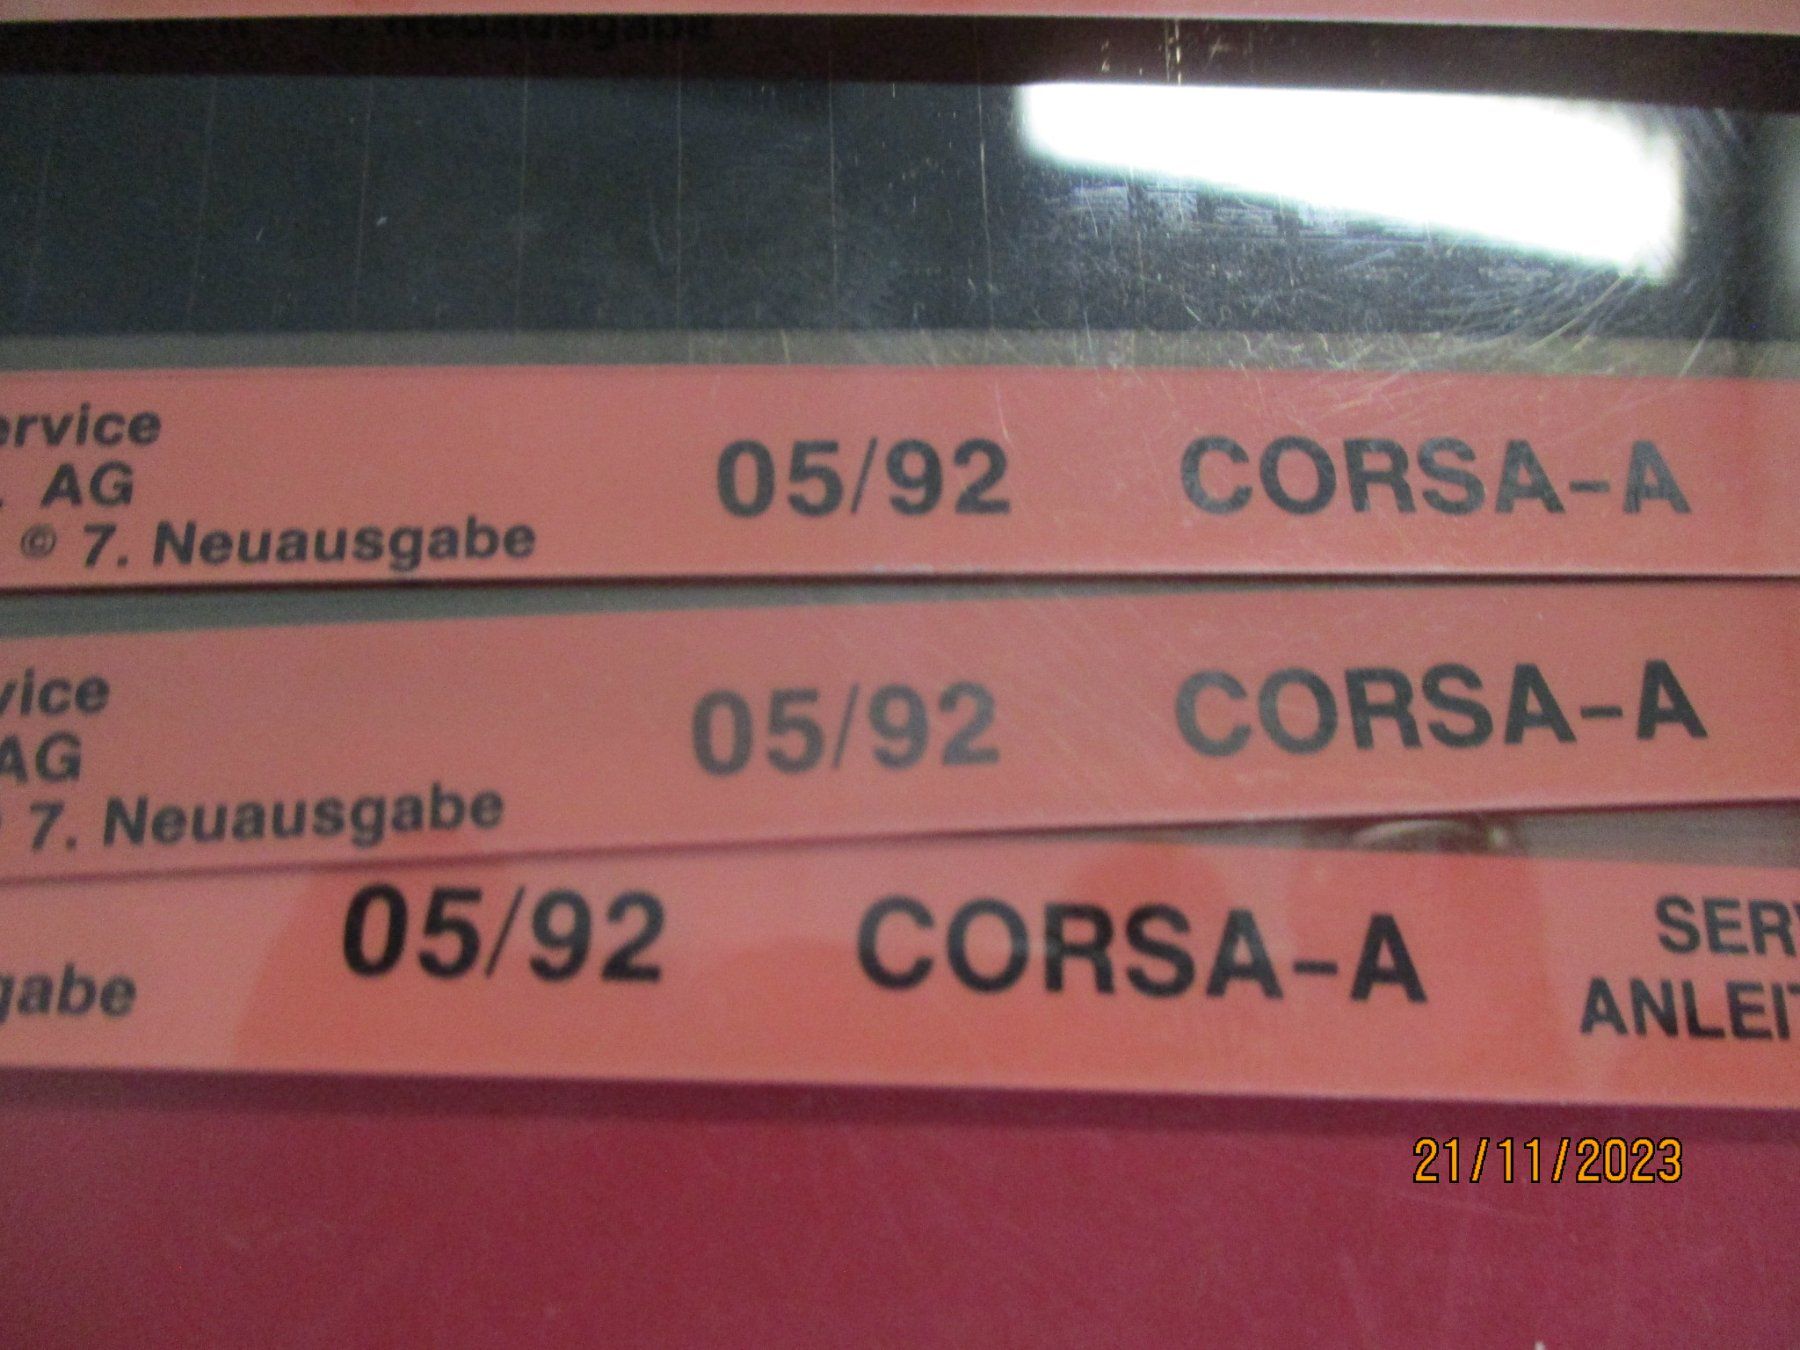 Neuausgabe
ervice
AG
© 7. Neuausgabe
05/92 CORSA-A
vice
AG
7. Neuausgabe
05/92 CORSA-A
gabe
05/92 CORSA-A
SER
ANLEI
21/11/2023